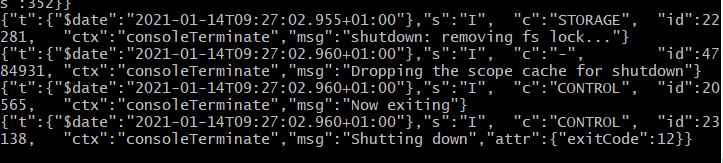 s":352}}
{"t":{"$date":"2021-01-14T09:27:02.955+01:00"},"s":"I",  "c":"STORAGE",  "id":22
281,   "ctx":"consoleTerminate","msg":"shutdown: removing fs lock..."}
{"t":{"$date":"2021-01-14T09:27:02.960+01:00"},"s":"I",  "c":"-",        "id":47
84931, "ctx":"consoleTerminate","msg":"Dropping the scope cache for shutdown"}
{"t":{"$date":"2021-01-14T09:27:02.960+01:00"},"s":"I",  "c":"CONTROL",  "id":20
565,   "ctx":"consoleTerminate","msg":"Now exiting"}
{"t":{"$date":"2021-01-14T09:27:02.960+01:00"},"s":"I",  "c":"CONTROL",  "id":23
138,   "ctx":"consoleTerminate","msg":"Shutting down","attr":{"exitCode":12}}